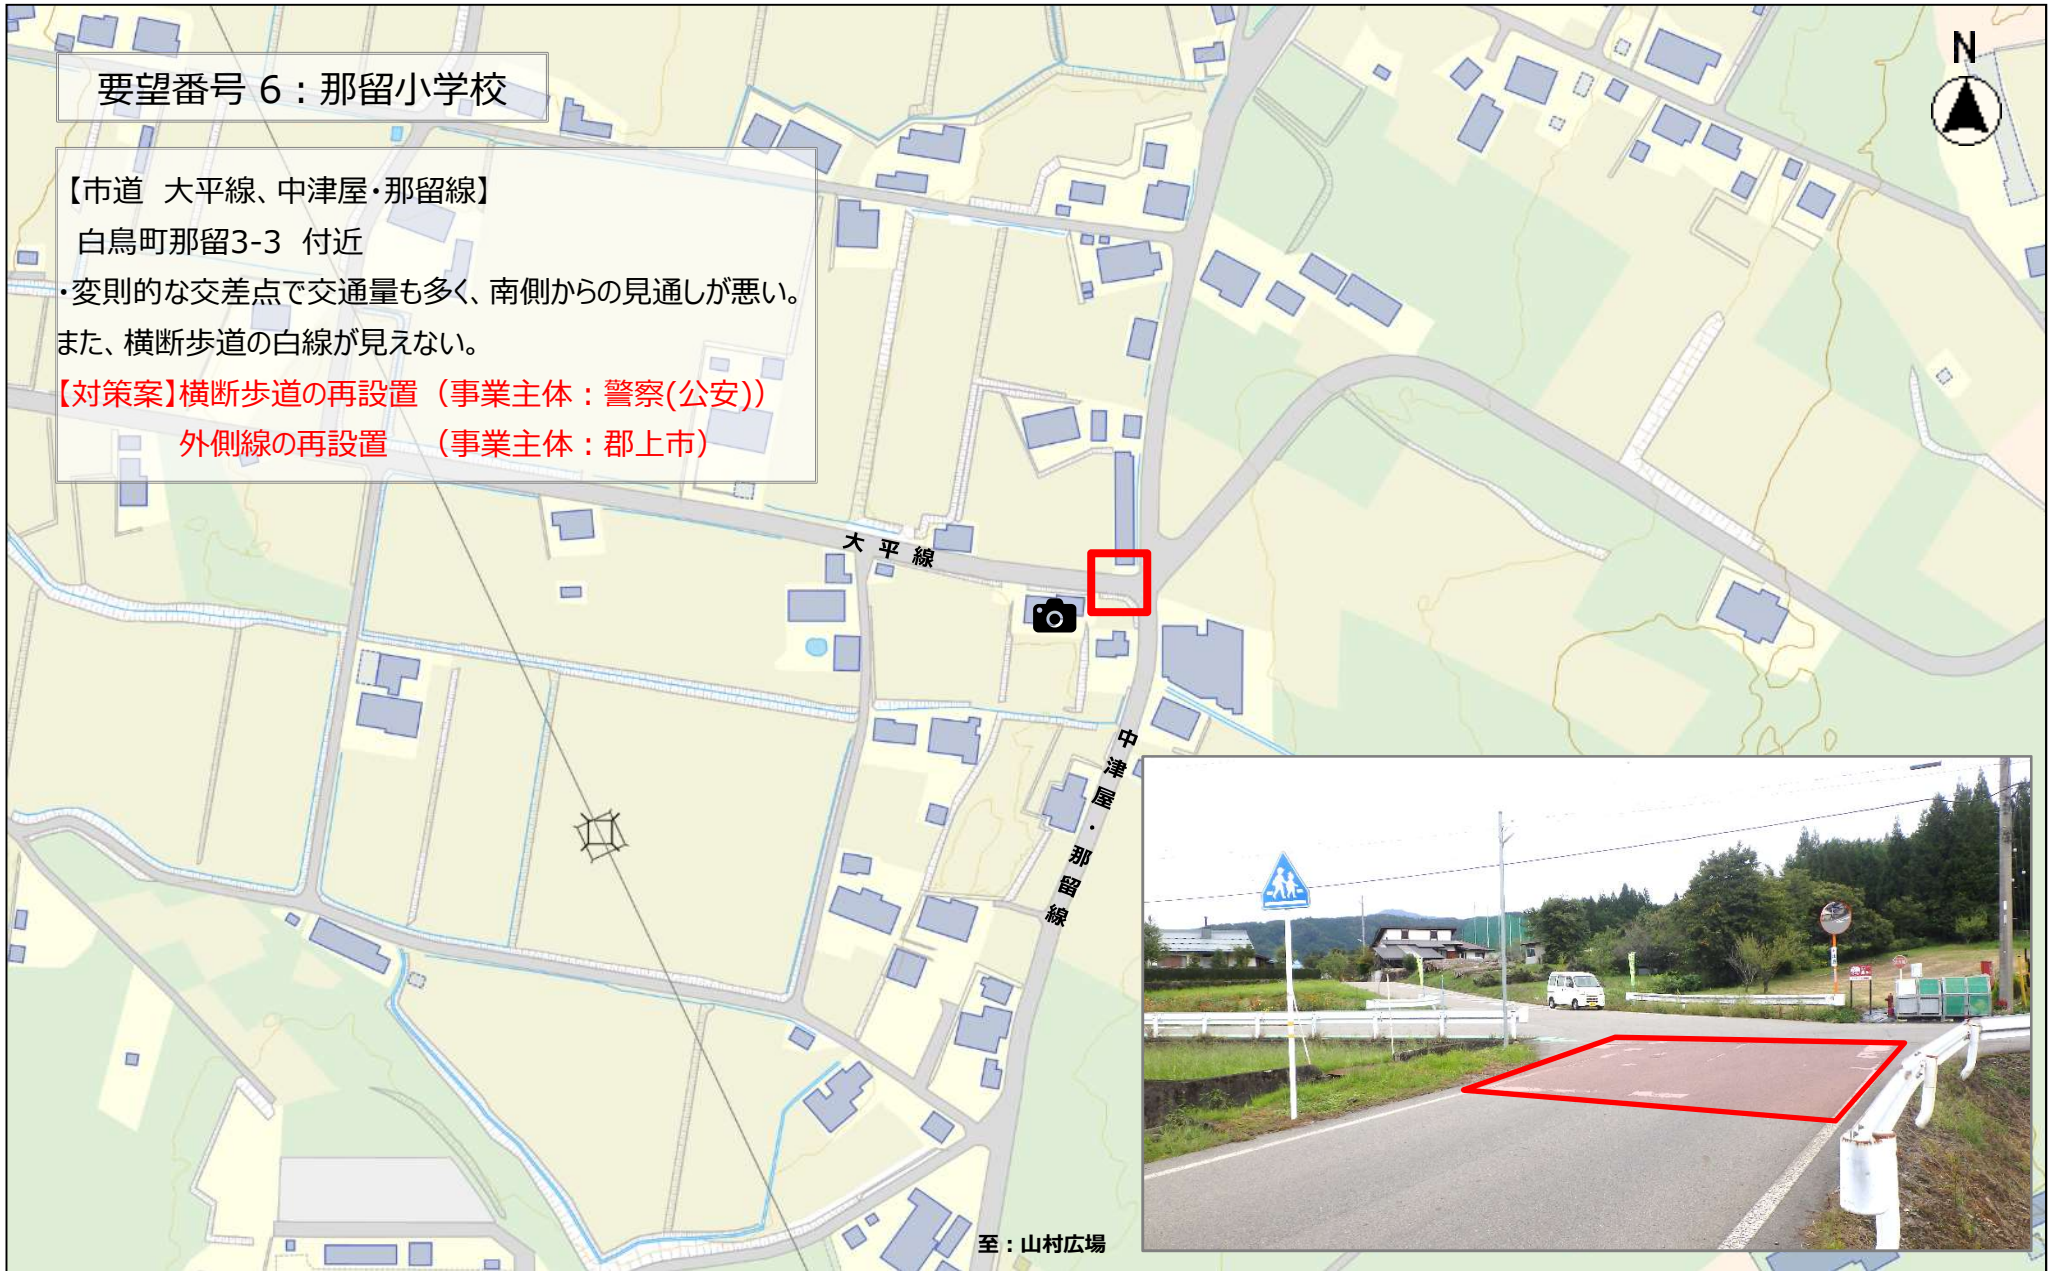 要望番号 6：那留小学校
N
【市道 大平線、中津屋・那留線】
白鳥町那留3-3 付近
・変則的な交差点で交通量も多く、南側からの見通しが悪い。
また、横断歩道の白線が見えない。
【対策案】横断歩道の再設置（事業主体：警察(公安)）
外側線の再設置 （事業主体：郡上市）
大平線
中津屋・那留線
至：山村広場